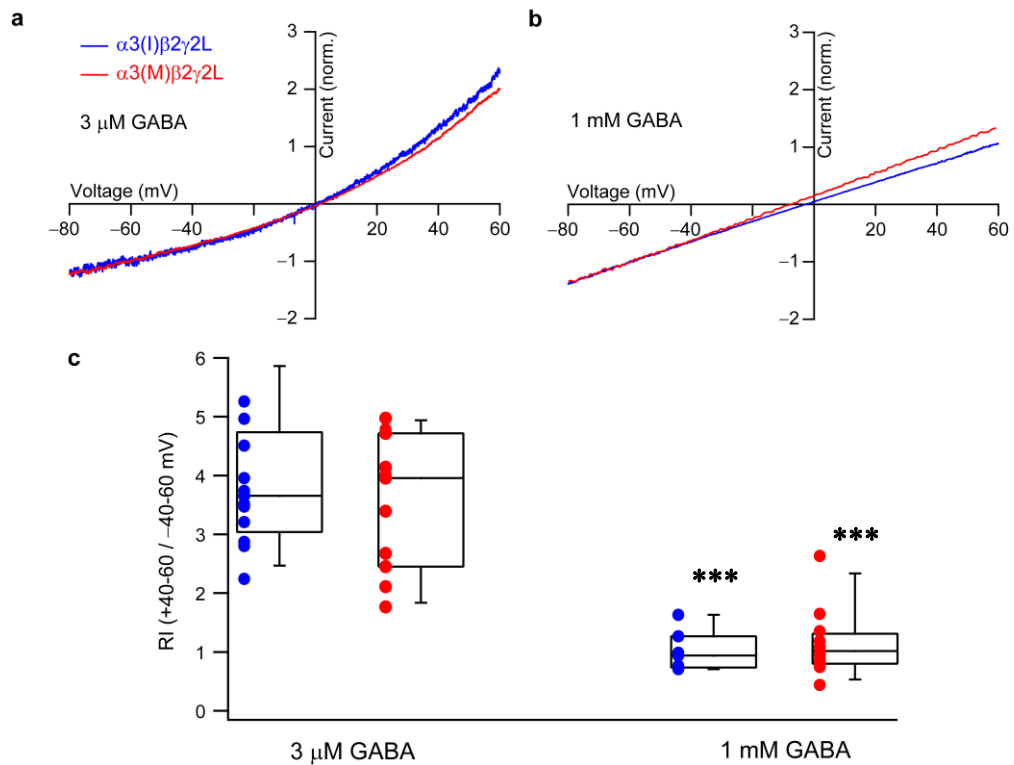 a
α3(I)β2γ2L
α3(M)β2γ2L
3 μM GABA
Current (norm.)
Voltage (mV)
3
2
1
−1
−2
−80
−60
−40
20
40
60
b
1 mM GABA
Current (norm.)
Voltage (mV)
3
2
1
−1
−2
−80
−60
−40
20
40
60
c
RI (+40-60 / −40-60 mV)
6
5
4
3
2
1
0
***
***
3 μM GABA
1 mM GABA